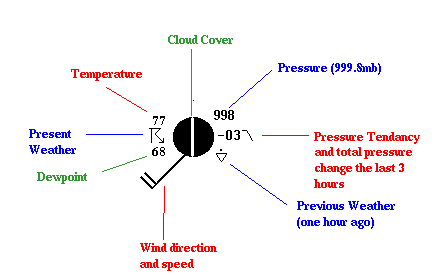 Cloud Cover
Pressure (999.8mb)
Temperature
77
998
Present
Weather
-03
68
Pressure Tendancy
and total pressure
change the last 3
hours
Dewpoint
Previous Weather
(one hour ago)
Wind direction
and speed